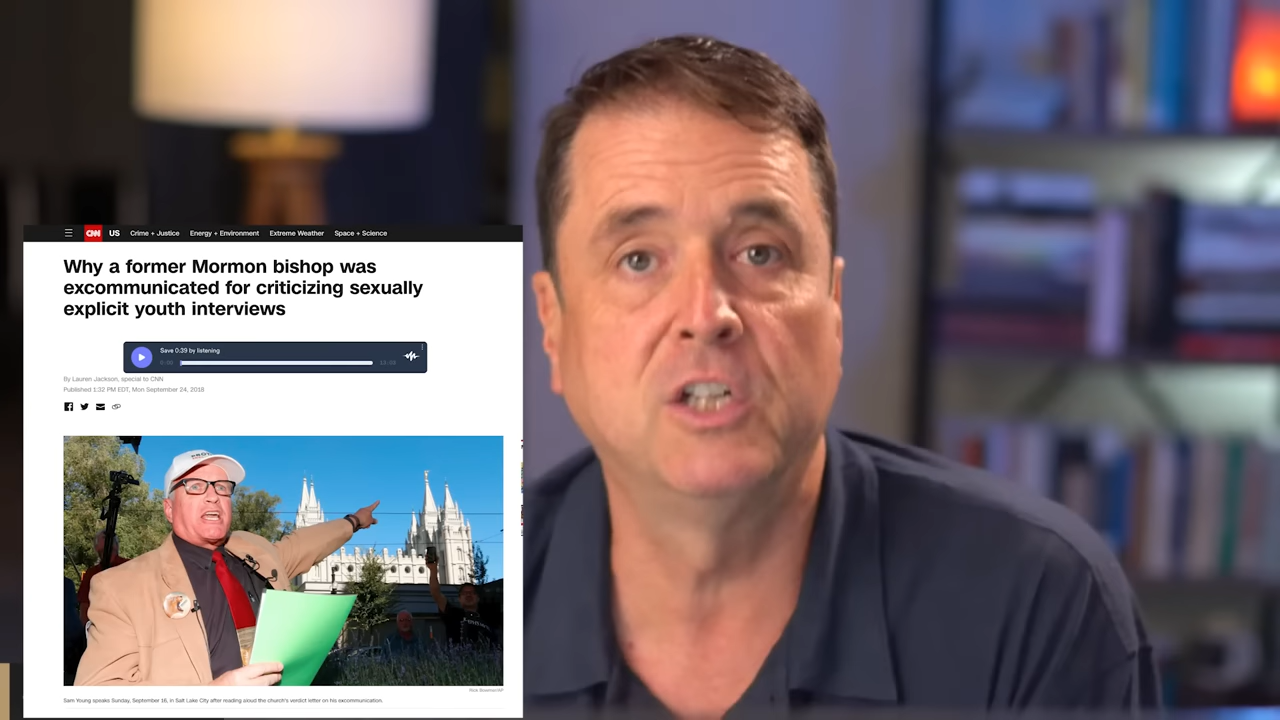 CNN US Crime + Justice Energy + Environment Extreme Weather Space + Science
Why a former Mormon bishop was
excommunicated for criticizing sexually
explicit youth interviews
Save 0:39 by listening
By Lauren Jackson, special to CNN
Published 1:32 PM EDT, Mon September 24, 2018
Sam Young speaks Sunday, September 16, in Salt Lake City after reading aloud the church's verdict letter on his excommunication.